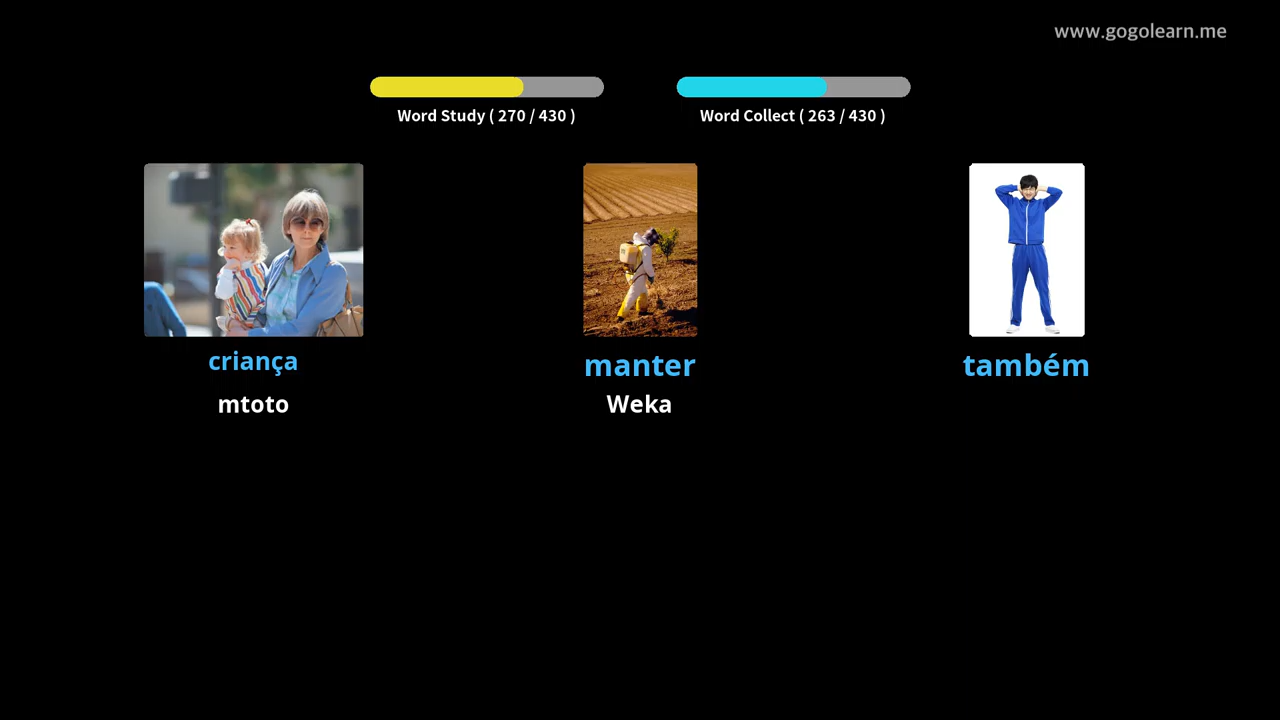 www.gogolearn.me
Word Study ( 270 / 430 )
Word Collect ( 263 / 430 )
criança
manter
também
mtoto
Weka